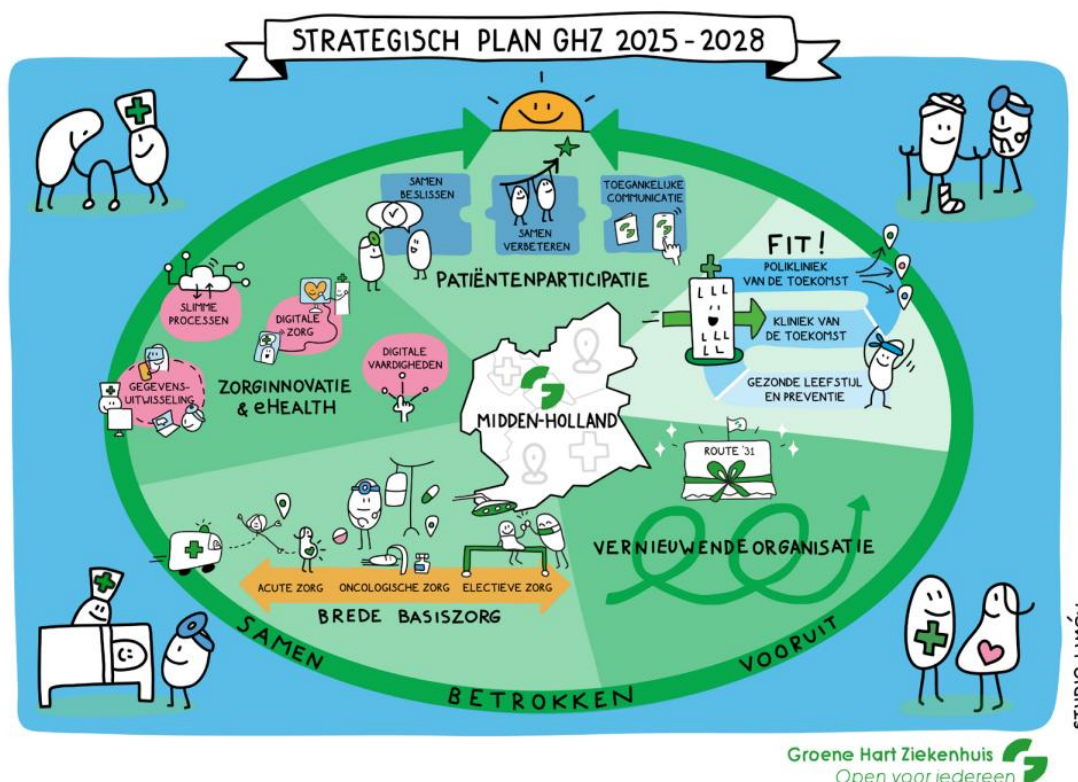 STRATEGISCH PLAN GHZ 2025-2028
SAMEN
BESLISSEN
SAMEN
VERBETEREN
TOEGANKELIJKE
COMMUNICATIE
PATIËNTENPARTICIPATIE
FIT!
POLIKLINIEK
VAN DE TOEKOMST
KLINIEK VAN
DE TOEKOMST
GEZONDE LEEFSTIJL
EN PREVENTIE
SLIMME
PROCESSEN
DIGITALE
ZORG
DIGITALE
VAARDIGHEDEN
GEGEVENS-
UITWISSELING
ZORGINNOVATIE
& eHEALTH
MIDDEN-HOLLAND
ROUTE '31
VERNIEUWENDE ORGANISATIE
ACUTE ZORG
ONCOLOGISCHE ZORG
ELECTIEVE ZORG
BREDE BASISZORG
SAMEN
BETROKKEN
VOORUIT
Groene Hart Ziekenhuis
Open voor iedereen